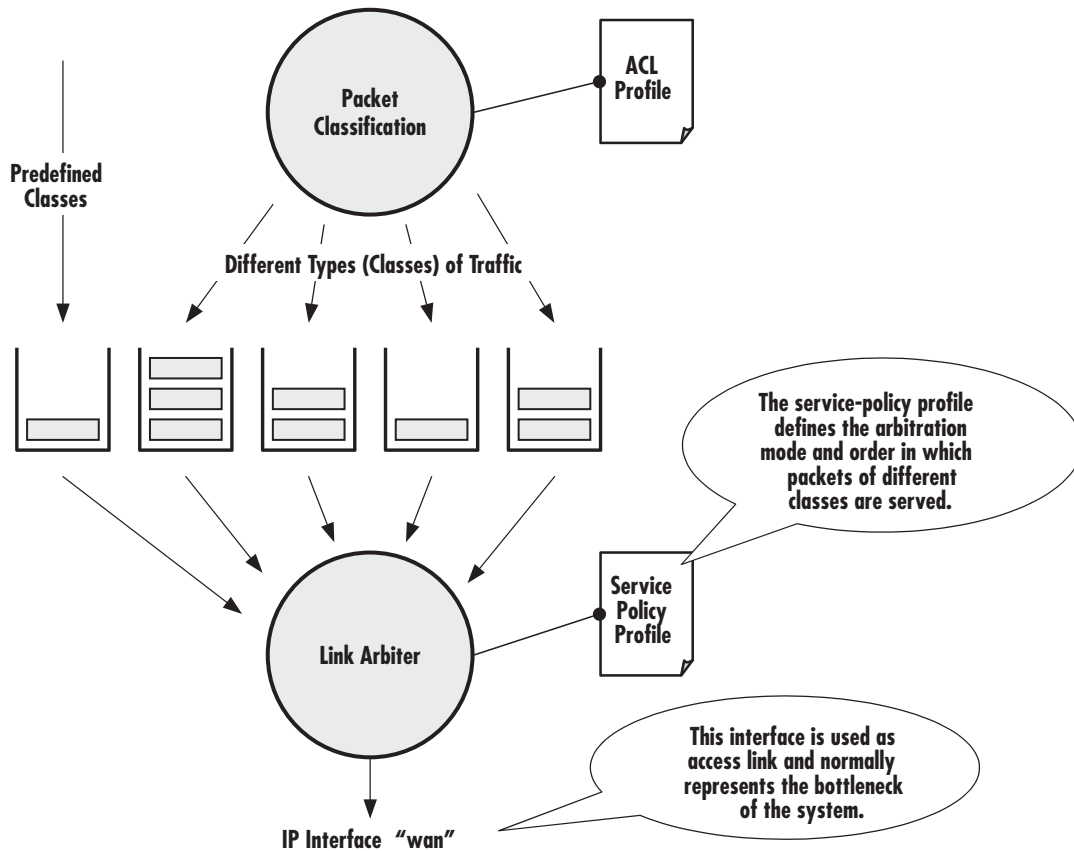 ACL
Profile
Packet
Classification
Predefined
Classes
Different Types (Classes) of Traffic
The service-policy profile
defines the arbitration
mode and order in which
packets of different
classes are served.
Service
Policy
Profile
Link Arbiter
This interface is used as
access link and normally
represents the bottleneck
of the system.
IP Interface “wan”